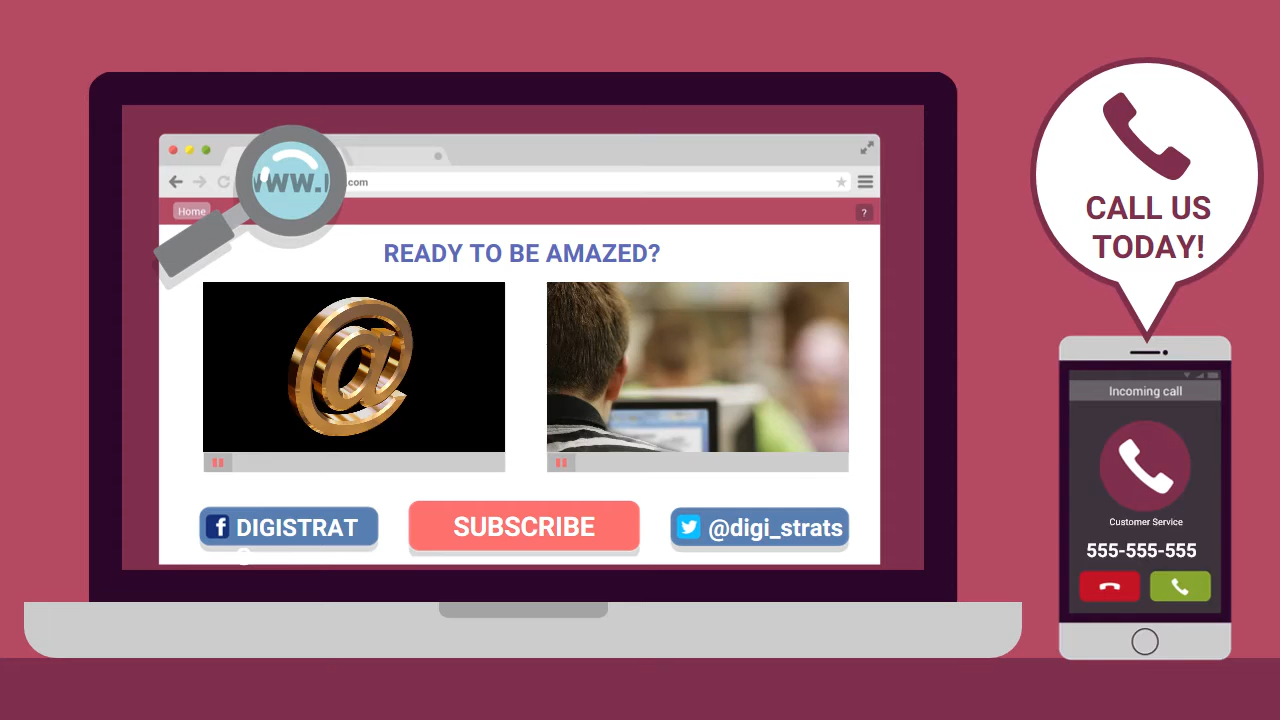 WWW.
.com
Home
?
READY TO BE AMAZED?
DIGISTRAT
SUBSCRIBE
@digi_strats
CALL US
TODAY!
Incoming call
Customer Service
555-555-555